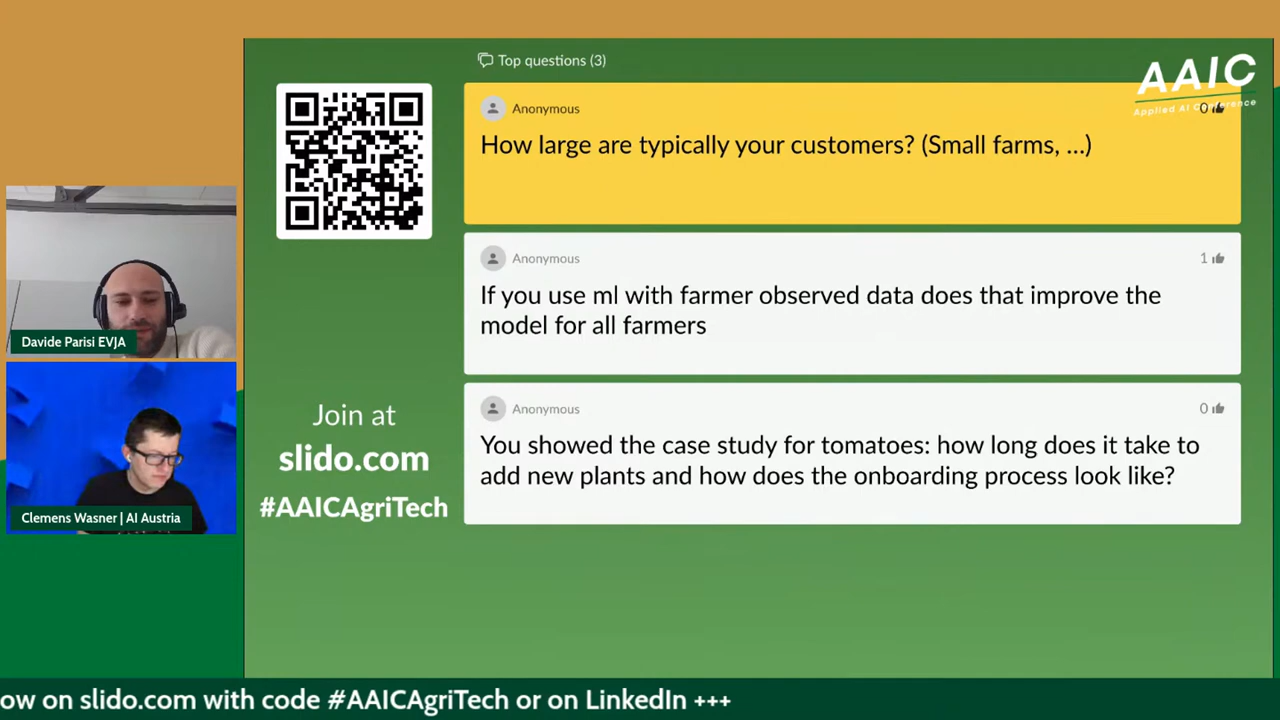 Top questions (3)
AAIC
Applied AI Conference
Anonymous
0
How large are typically your customers? (Small farms, ...)
Anonymous
1
If you use ml with farmer observed data does that improve the
model for all farmers
Anonymous
0
You showed the case study for tomatoes: how long does it take to
add new plants and how does the onboarding process look like?
Davide Parisi EVJA
Clemens Wasner | AI Austria
Join at
slido.com
#AAICAgriTech
ow on slido.com with code #AAICAgriTech or on LinkedIn +++